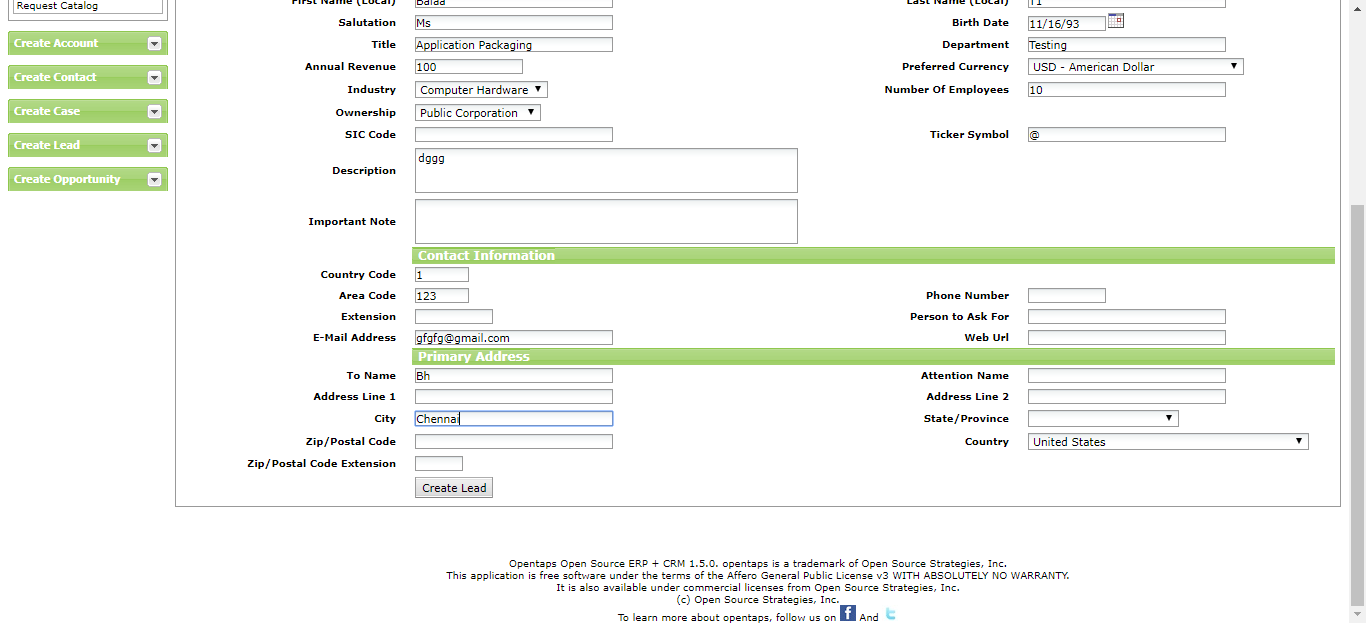 Request Catalog
First Name (Local) Balaa Last Name (Local) T1
Salutation Ms Birth Date 11/16/93
Create Account Title Application Packaging Department Testing
Annual Revenue 100 Preferred Currency USD - American Dollar
Create Contact
Industry Computer Hardware Number Of Employees 10
Create Case Ownership Public Corporation
SIC Code Ticker Symbol @
Create Lead
Description dggg
Create Opportunity
Important Note
Contact Information
Country Code 1
Area Code 123 Phone Number
Extension Person to Ask For
E-Mail Address gfgfg@gmail.com Web Url
Primary Address
To Name Bh Attention Name
Address Line 1 Address Line 2
City Chennai State/Province
Zip/Postal Code Country United States
Zip/Postal Code Extension
Create Lead
Opentaps Open Source ERP + CRM 1.5.0. opentaps is a trademark of Open Source Strategies, Inc.
This application is free software under the terms of the Affero General Public License v3 WITH ABSOLUTELY NO WARRANTY.
It is also available under commercial licenses from Open Source Strategies, Inc.
(c) Open Source Strategies, Inc.
To learn more about opentaps, follow us on f And t